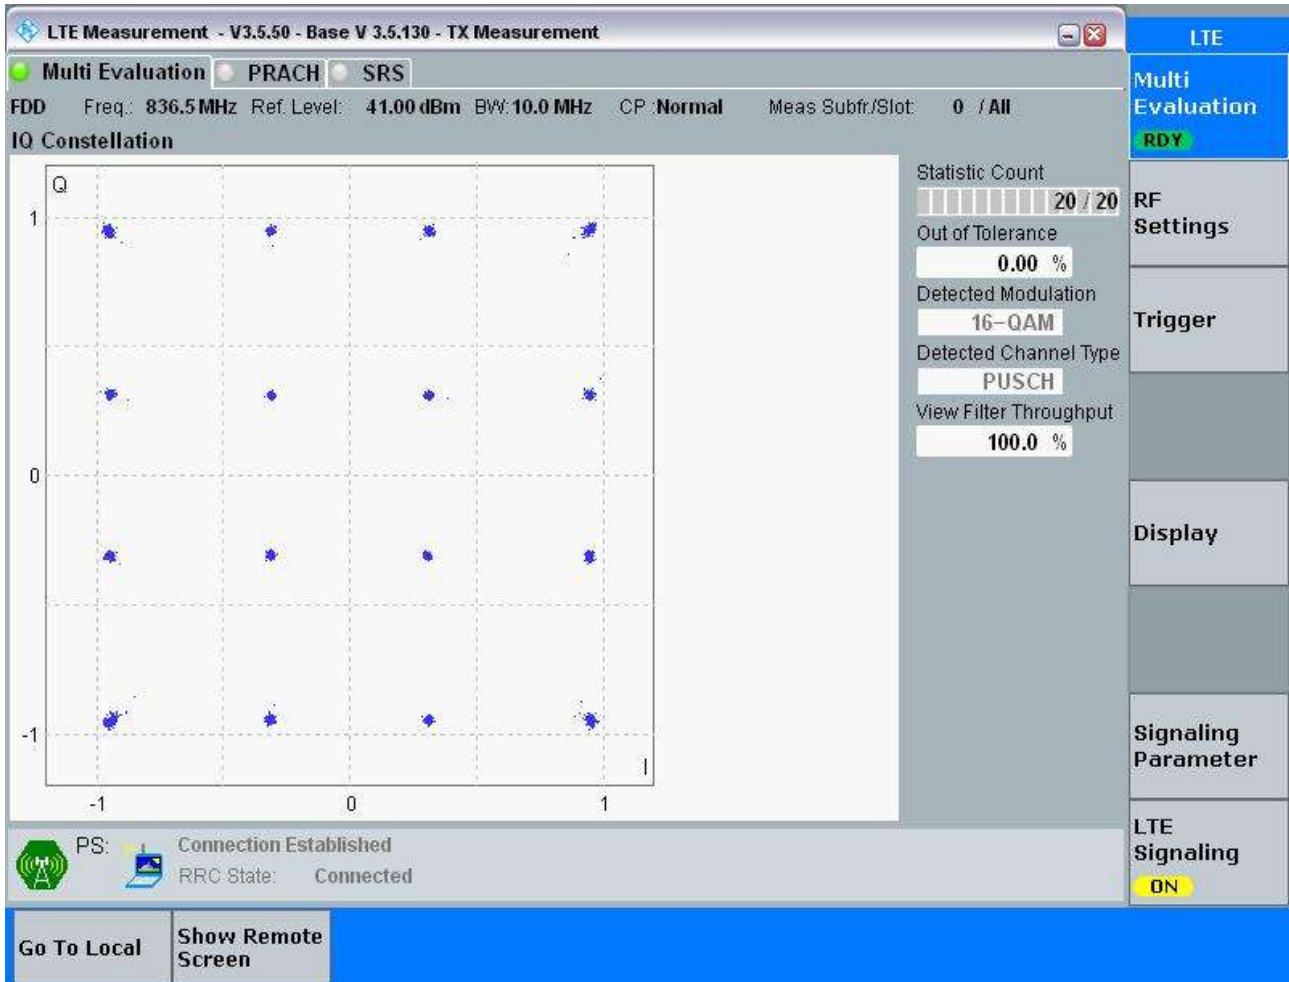 LTE Measurement - V3.5.50 - Base V 3.5.130 - TX Measurement
Multi Evaluation PRACH SRS
FDD Freq.: 836.5 MHz Ref. Level: 41.00 dBm BW: 10.0 MHz CP :Normal Meas Subfr./Slot: 0 / All
IQ Constellation
Q
1
0
-1
I
-1 0 1
Statistic Count
20 / 20
Out of Tolerance
0.00 %
Detected Modulation
16-QAM
Detected Channel Type
PUSCH
View Filter Throughput
100.0 %
PS: Connection Established
RRC State: Connected
LTE
Multi
Evaluation
RDY
RF
Settings
Trigger
Display
Signaling
Parameter
LTE
Signaling
ON
Go To Local
Show Remote
Screen